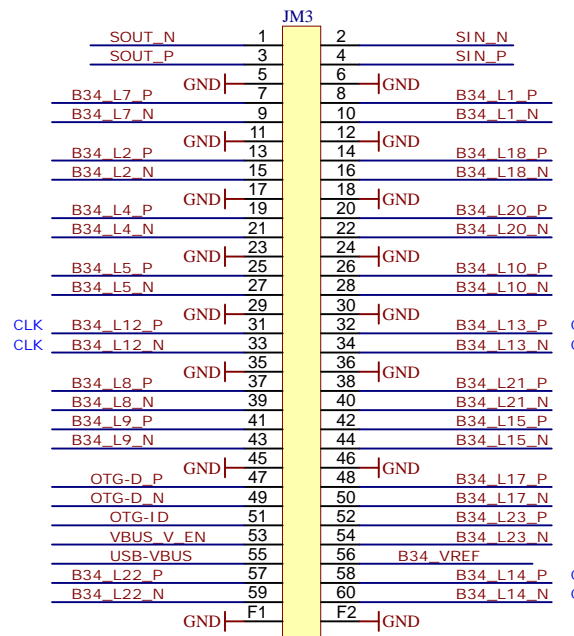 JM3
SOUT_N 1 2 SIN_N
SOUT_P 3 4 SIN_P
GND 5 6 GND
B34_L7_P 7 8 B34_L1_P
B34_L7_N 9 10 B34_L1_N
GND 11 12 GND
B34_L2_P 13 14 B34_L18_P
B34_L2_N 15 16 B34_L18_N
GND 17 18 GND
B34_L4_P 19 20 B34_L20_P
B34_L4_N 21 22 B34_L20_N
GND 23 24 GND
B34_L5_P 25 26 B34_L10_P
B34_L5_N 27 28 B34_L10_N
GND 29 30 GND
CLK B34_L12_P 31 32 B34_L13_P
CLK B34_L12_N 33 34 B34_L13_N
GND 35 36 GND
B34_L8_P 37 38 B34_L21_P
B34_L8_N 39 40 B34_L21_N
B34_L9_P 41 42 B34_L15_P
B34_L9_N 43 44 B34_L15_N
GND 45 46 GND
OTG-D_P 47 48 B34_L17_P
OTG-D_N 49 50 B34_L17_N
OTG-ID 51 52 B34_L23_P
VBUS_V_EN 53 54 B34_L23_N
USB-VBUS 55 56 B34_VREF
B34_L22_P 57 58 B34_L14_P
B34_L22_N 59 60 B34_L14_N
GND F1 F2 GND